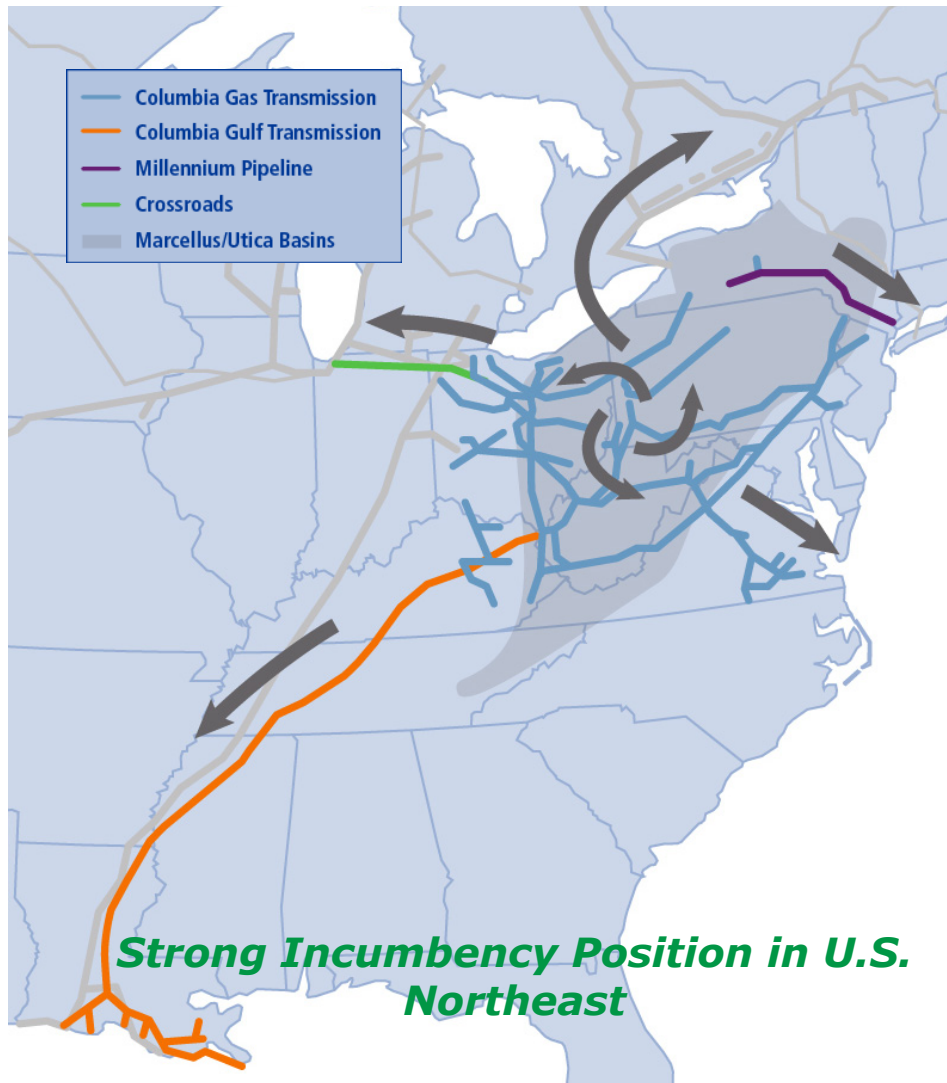 Columbia Gas Transmission
Columbia Gulf Transmission
Millennium Pipeline
Crossroads
Marcellus/Utica Basins
Strong Incumbency Position in U.S.
Northeast